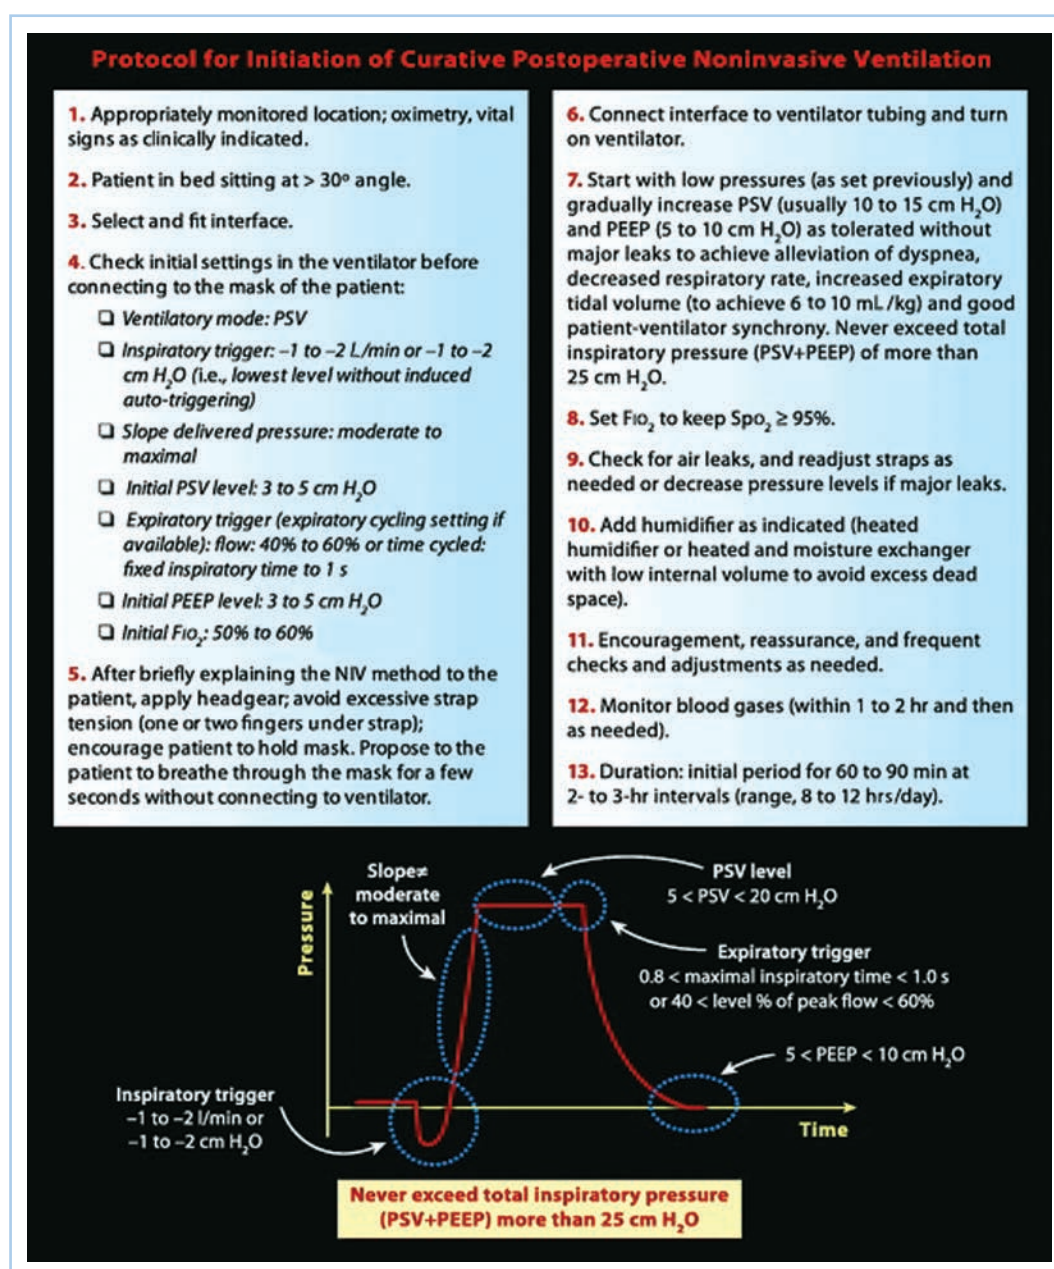 Protocol for Initiation of Curative Postoperative Noninvasive Ventilation
1. Appropriately monitored location; oximetry, vital
signs as clinically indicated.
2. Patient in bed sitting at > 30º angle.
3. Select and fit interface.
4. Check initial settings in the ventilator before
connecting to the mask of the patient:
❑ Ventilatory mode: PSV
❑ Inspiratory trigger: –1 to –2 L/min or –1 to –2
cm H₂O (i.e., lowest level without induced
auto-triggering)
❑ Slope delivered pressure: moderate to
maximal
❑ Initial PSV level: 3 to 5 cm H₂O
❑ Expiratory trigger (expiratory cycling setting if
available): flow: 40% to 60% or time cycled:
fixed inspiratory time to 1 s
❑ Initial PEEP level: 3 to 5 cm H₂O
❑ Initial FIO₂: 50% to 60%
5. After briefly explaining the NIV method to the
patient, apply headgear; avoid excessive strap
tension (one or two fingers under strap);
encourage patient to hold mask. Propose to the
patient to breathe through the mask for a few
seconds without connecting to ventilator.
6. Connect interface to ventilator tubing and turn
on ventilator.
7. Start with low pressures (as set previously) and
gradually increase PSV (usually 10 to 15 cm H₂O)
and PEEP (5 to 10 cm H₂O) as tolerated without
major leaks to achieve alleviation of dyspnea,
decreased respiratory rate, increased expiratory
tidal volume (to achieve 6 to 10 mL/kg) and good
patient-ventilator synchrony. Never exceed total
inspiratory pressure (PSV+PEEP) of more than
25 cm H₂O.
8. Set FIO₂ to keep Spo₂ ≥ 95%.
9. Check for air leaks, and readjust straps as
needed or decrease pressure levels if major leaks.
10. Add humidifier as indicated (heated
humidifier or heated and moisture exchanger
with low internal volume to avoid excess dead
space).
11. Encouragement, reassurance, and frequent
checks and adjustments as needed.
12. Monitor blood gases (within 1 to 2 hr and then
as needed).
13. Duration: initial period for 60 to 90 min at
2- to 3-hr intervals (range, 8 to 12 hrs/day).
Pressure
Slope≠
moderate
to maximal
PSV level
5 < PSV < 20 cm H₂O
Expiratory trigger
0.8 < maximal inspiratory time < 1.0 s
or 40 < level % of peak flow < 60%
5 < PEEP < 10 cm H₂O
Inspiratory trigger
–1 to –2 l/min or
–1 to –2 cm H₂O
Time
Never exceed total inspiratory pressure
(PSV+PEEP) more than 25 cm H₂O